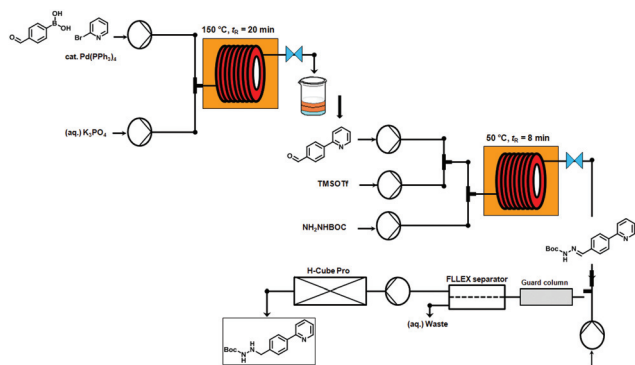 OH
B
OH
Br
N
O
cat. Pd(PPh3)4
150 °C, tR = 20 min
(aq.) K3PO4
N
O
TMSOTf
NH2NHBOC
50 °C, tR = 8 min
N
Boc
N
H
N
H-Cube Pro
FLLEX separator
Guard column
(aq.) Waste
N
H
N
Boc
N
H